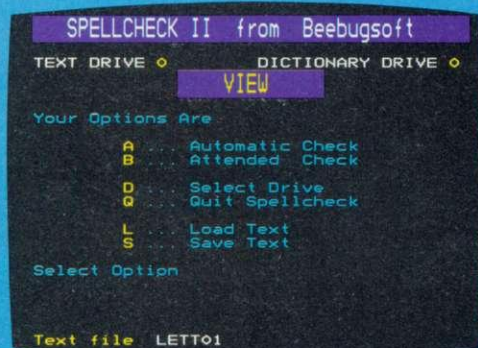 SPELLCHECK II from Beebugsoft
TEXT DRIVE 0 DICTIONARY DRIVE 0
VIEW
Your Options Are
A ... Automatic Check
B ... Attended Check
D ... Select Drive
Q ... Quit Spellcheck
L ... Load Text
S ... Save Text
Select Option
Text file LETT01